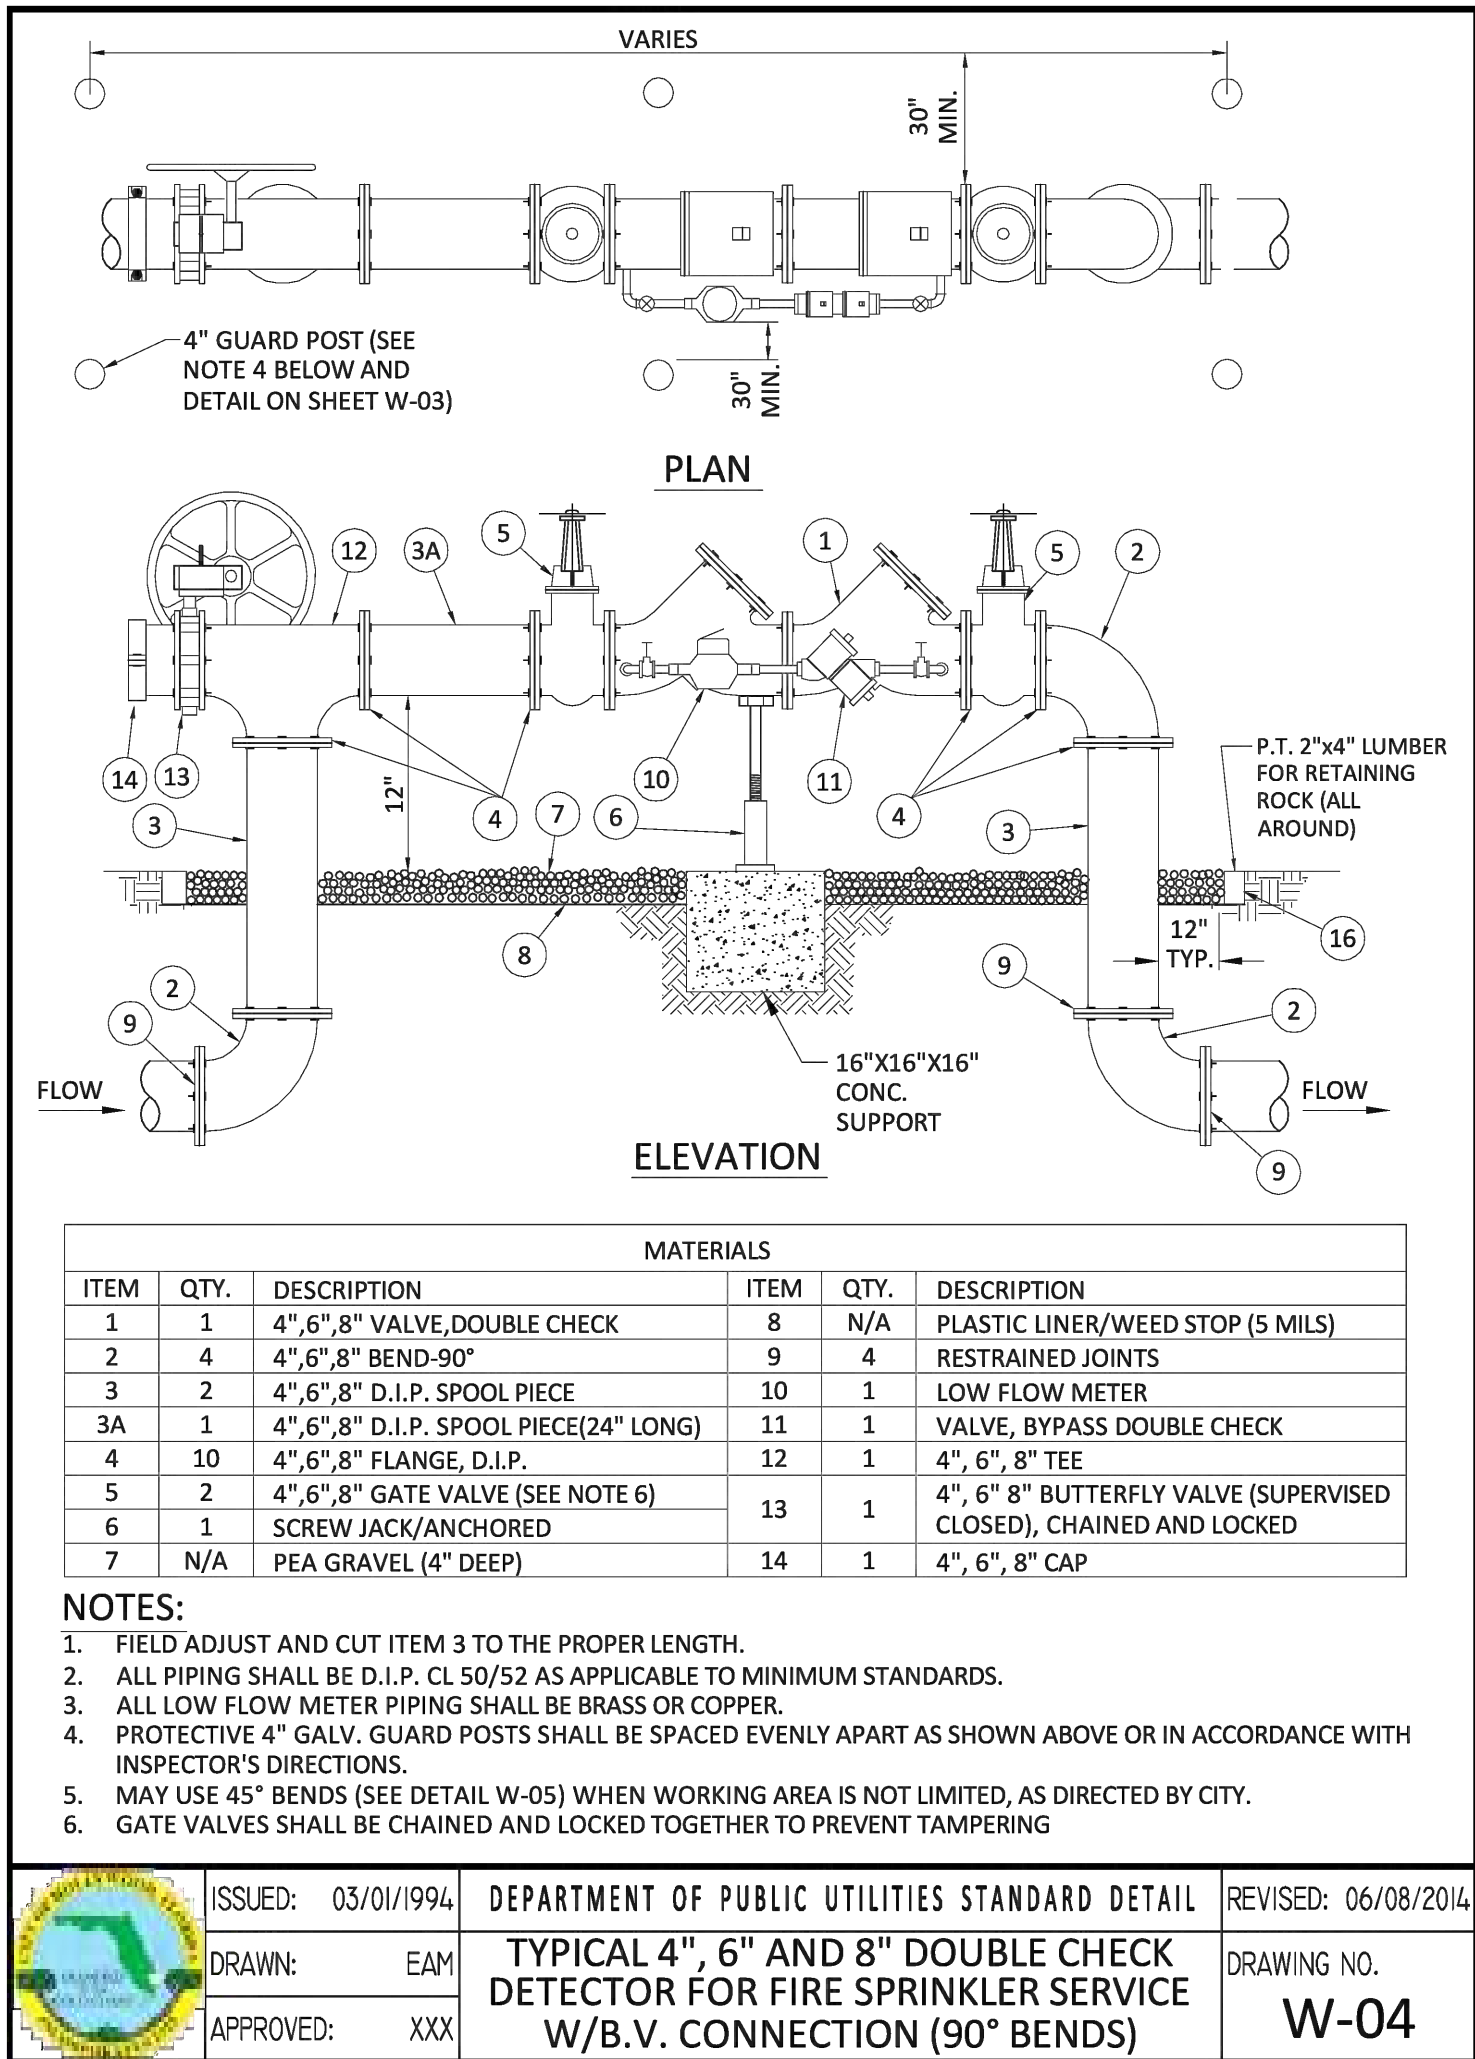 VARIES
30"
MIN.
4" GUARD POST (SEE
NOTE 4 BELOW AND
DETAIL ON SHEET W-03)
30"
MIN.
PLAN
12
3A
5
1
5
2
14
13
3
12"
4
7
6
10
11
4
3
P.T. 2"x4" LUMBER
FOR RETAINING
ROCK (ALL
AROUND)
8
9
12"
TYP.
16
2
9
2
FLOW
16"X16"X16"
CONC.
SUPPORT
FLOW
9
ELEVATION
MATERIALS
ITEM QTY. DESCRIPTION ITEM QTY. DESCRIPTION
1 1 4",6",8" VALVE,DOUBLE CHECK 8 N/A PLASTIC LINER/WEED STOP (5 MILS)
2 4 4",6",8" BEND-90° 9 4 RESTRAINED JOINTS
3 2 4",6",8" D.I.P. SPOOL PIECE 10 1 LOW FLOW METER
3A 1 4",6",8" D.I.P. SPOOL PIECE(24" LONG) 11 1 VALVE, BYPASS DOUBLE CHECK
4 10 4",6",8" FLANGE, D.I.P. 12 1 4", 6", 8" TEE
5 2 4",6",8" GATE VALVE (SEE NOTE 6) 13 1 4", 6" 8" BUTTERFLY VALVE (SUPERVISED
6 1 SCREW JACK/ANCHORED CLOSED), CHAINED AND LOCKED
7 N/A PEA GRAVEL (4" DEEP) 14 1 4", 6", 8" CAP
NOTES:
1. FIELD ADJUST AND CUT ITEM 3 TO THE PROPER LENGTH.
2. ALL PIPING SHALL BE D.I.P. CL 50/52 AS APPLICABLE TO MINIMUM STANDARDS.
3. ALL LOW FLOW METER PIPING SHALL BE BRASS OR COPPER.
4. PROTECTIVE 4" GALV. GUARD POSTS SHALL BE SPACED EVENLY APART AS SHOWN ABOVE OR IN ACCORDANCE WITH
INSPECTOR'S DIRECTIONS.
5. MAY USE 45° BENDS (SEE DETAIL W-05) WHEN WORKING AREA IS NOT LIMITED, AS DIRECTED BY CITY.
6. GATE VALVES SHALL BE CHAINED AND LOCKED TOGETHER TO PREVENT TAMPERING
ISSUED: 03/01/1994
DRAWN: EAM
APPROVED: XXX
DEPARTMENT OF PUBLIC UTILITIES STANDARD DETAIL
TYPICAL 4", 6" AND 8" DOUBLE CHECK
DETECTOR FOR FIRE SPRINKLER SERVICE
W/B.V. CONNECTION (90° BENDS)
REVISED: 06/08/2014
DRAWING NO.
W-04